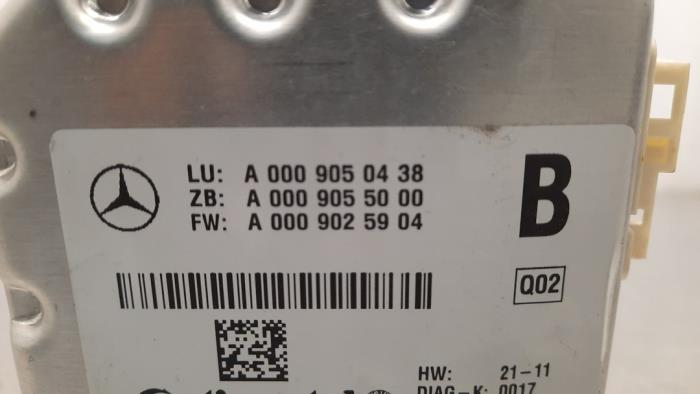 LU: A 000 905 04 38
ZB: A 000 905 50 00
FW: A 000 902 59 04
B
Q02
HW: 21-11
DIAG-K: 0017